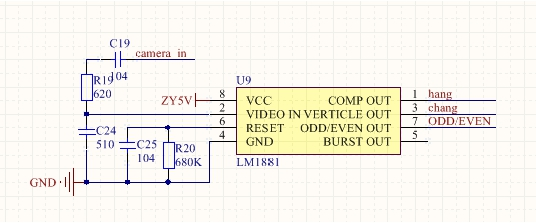 C19
camera_in
104
R19
620
U9
ZY5V
8
VCC
COMP OUT
1
hang
2
VIDEO IN
VERTICLE OUT
3
chang
6
RESET
ODD/EVEN OUT
7
ODD/EVEN
4
GND
BURST OUT
5
C24
510
C25
104
R20
680K
LM1881
GND